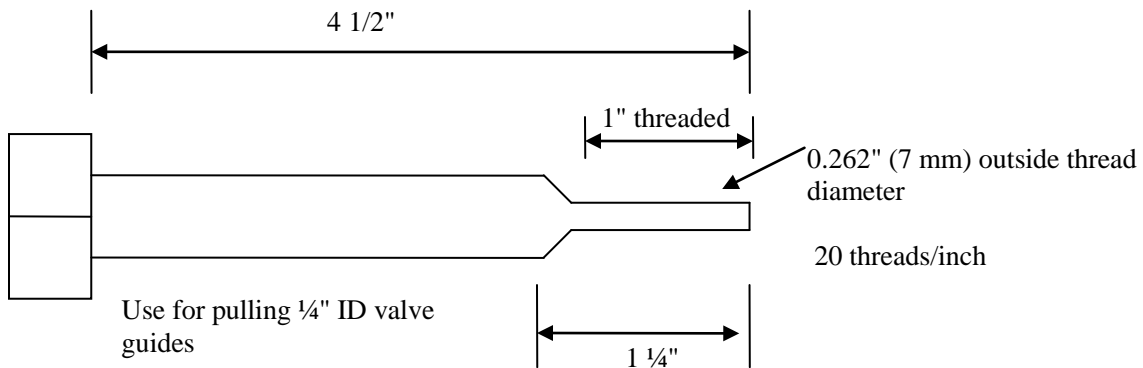 4 1/2"
1" threaded
0.262" (7 mm) outside thread
diameter
20 threads/inch
Use for pulling ¼" ID valve
guides
1 ¼"